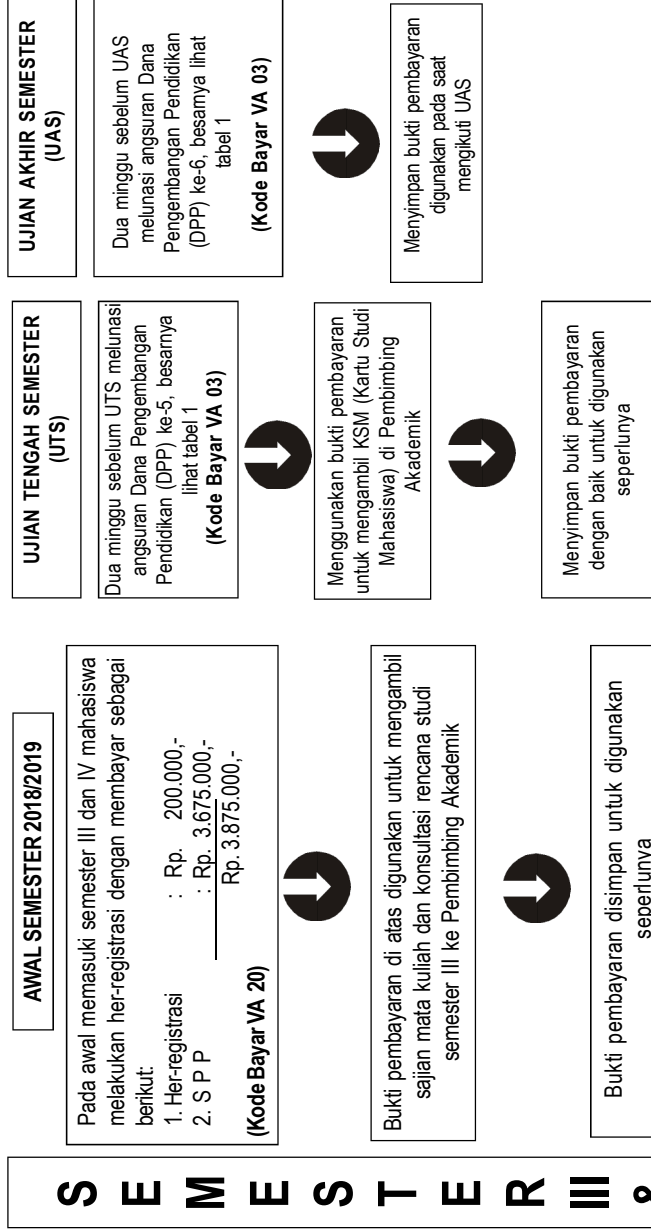 SEMESTER III &
AWAL SEMESTER 2018/2019
Pada awal memasuki semester III dan IV mahasiswa
melakukan her-registrasi dengan membayar sebagai
berikut:
1. Her-registrasi : Rp. 200.000,-
2. S P P : Rp. 3.675.000,-
Rp. 3.875.000,-
(Kode Bayar VA 20)
Bukti pembayaran di atas digunakan untuk mengambil
sajian mata kuliah dan konsultasi rencana studi
semester III ke Pembimbing Akademik
Bukti pembayaran disimpan untuk digunakan
seperlunya
UJIAN TENGAH SEMESTER
(UTS)
Dua minggu sebelum UTS melunasi
angsuran Dana Pengembangan
Pendidikan (DPP) ke-5, besarnya
lihat tabel 1
(Kode Bayar VA 03)
Menggunakan bukti pembayaran
untuk mengambil KSM (Kartu Studi
Mahasiswa) di Pembimbing
Akademik
Menyimpan bukti pembayaran
dengan baik untuk digunakan
seperlunya
UJIAN AKHIR SEMESTER
(UAS)
Dua minggu sebelum UAS
melunasi angsuran Dana
Pengembangan Pendidikan
(DPP) ke-6, besarnya lihat
tabel 1
(Kode Bayar VA 03)
Menyimpan bukti pembayaran
digunakan pada saat
mengikuti UAS